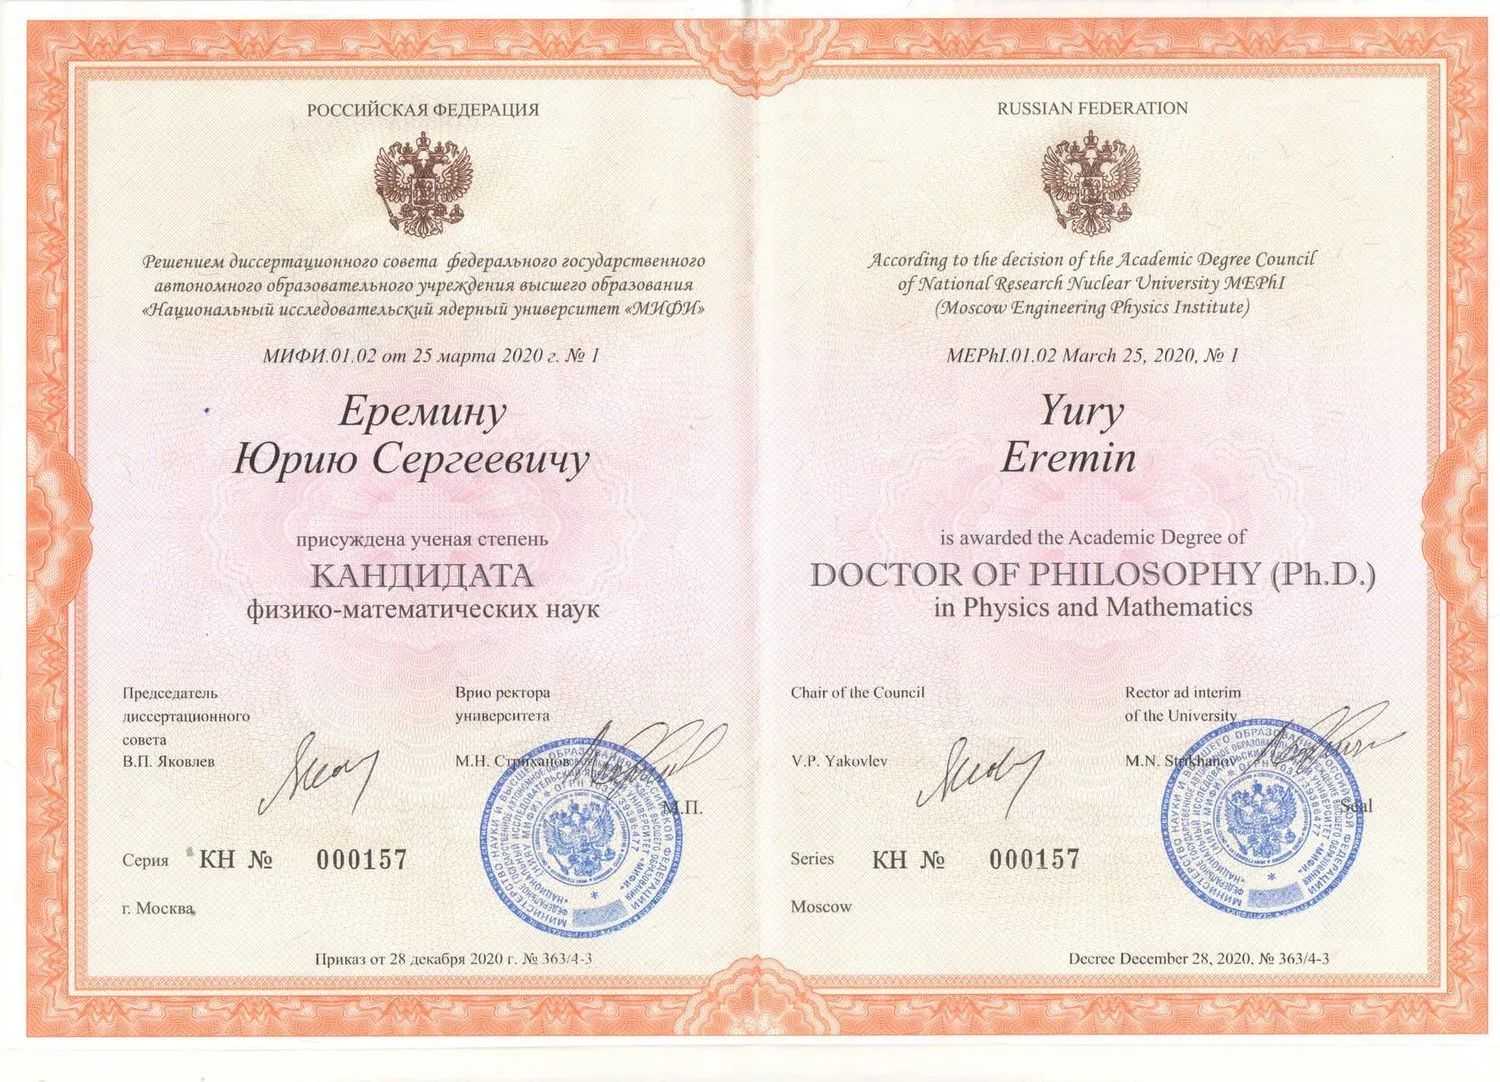 РОССИЙСКАЯ ФЕДЕРАЦИЯ
Решением диссертационного совета федерального государственного
автономного образовательного учреждения высшего образования
«Национальный исследовательский ядерный университет «МИФИ»
МИФИ.01.02 от 25 марта 2020 г. № 1
Еремину
Юрию Сергеевичу
присуждена ученая степень
КАНДИДАТА
физико-математических наук
Председатель
диссертационного
совета
В.П. Яковлев
Врио ректора
университета
М.Н. Стриханов
М.П.
Серия КН № 000157
г. Москва
Приказ от 28 декабря 2020 г. № 363/4-3
RUSSIAN FEDERATION
According to the decision of the Academic Degree Council
of National Research Nuclear University MEPhI
(Moscow Engineering Physics Institute)
MEPhI.01.02 March 25, 2020, № 1
Yury
Eremin
is awarded the Academic Degree of
DOCTOR OF PHILOSOPHY (Ph.D.)
in Physics and Mathematics
Chair of the Council
V.P. Yakovlev
Rector ad interim
of the University
M.N. Strikhanov
Seal
Series КН № 000157
Moscow
Decree December 28, 2020, № 363/4-3